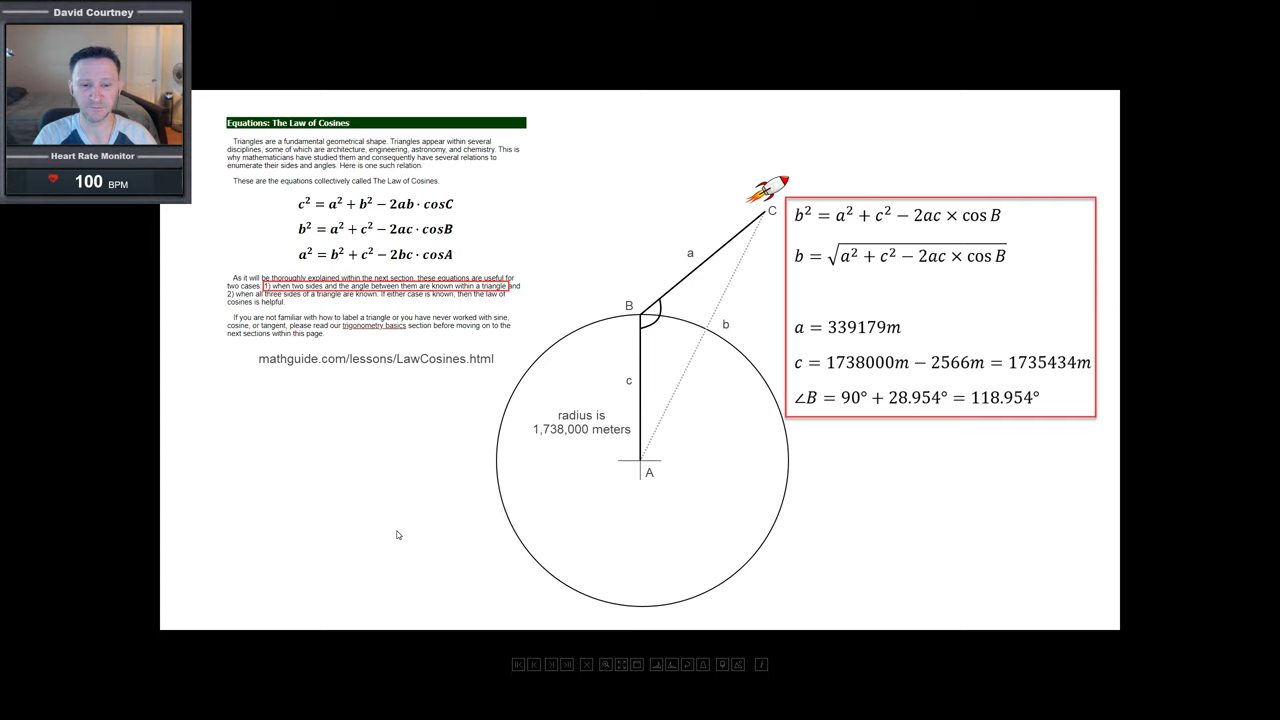 David Courtney
Heart Rate Monitor
100 BPM
Equations: The Law of Cosines
Triangles are a fundamental geometrical shape. Triangles appear within several
disciplines, some of which are architecture, engineering, astronomy, and chemistry. This is
why mathematicians have studied them and consequently have several relations to
enumerate their sides and angles. Here is one such relation.
These are the equations collectively called The Law of Cosines.
c² = a² + b² − 2ab · cosC
b² = a² + c² − 2ac · cosB
a² = b² + c² − 2bc · cosA
As it will be thoroughly explained within the next section, these equations are useful for
two cases: 1) when two sides and the angle between them are known within a triangle and
2) when all three sides of a triangle are known. If either case is known, then the law of
cosines is helpful.
If you are not familiar with how to label a triangle or you have never worked with sine,
cosine, or tangent, please read our trigonometry basics section before moving on to the
next sections within this page.
mathguide.com/lessons/LawCosines.html
C
a
B
b
c
radius is
1,738,000 meters
A
b² = a² + c² − 2ac × cos B
b = √(a² + c² − 2ac × cos B)
a = 339179m
c = 1738000m − 2566m = 1735434m
∠B = 90° + 28.954° = 118.954°